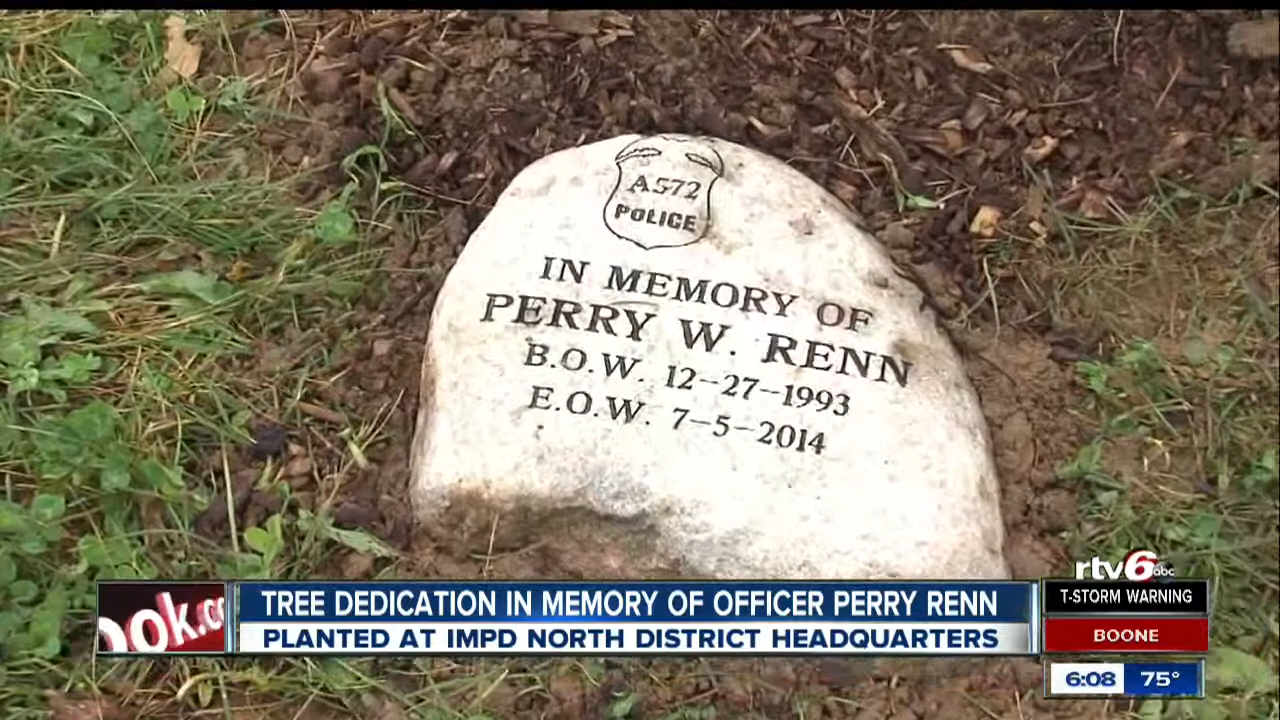 A572
POLICE
IN MEMORY OF
PERRY W. RENN
B.O.W. 12-27-1993
E.O.W. 7-5-2014
ook.c
TREE DEDICATION IN MEMORY OF OFFICER PERRY RENN
PLANTED AT IMPD NORTH DISTRICT HEADQUARTERS
rtv6 abc
T-STORM WARNING
BOONE
6:08 75°